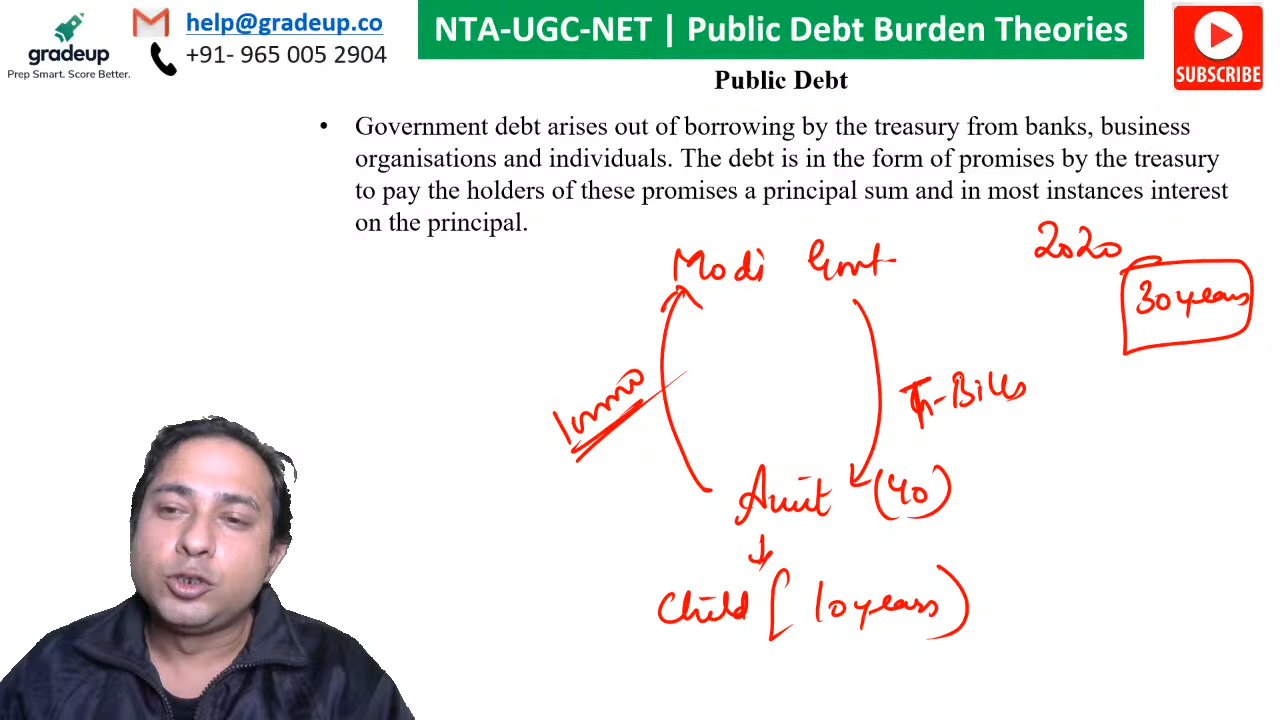 gradeup
Prep Smart. Score Better.
help@gradeup.co
+91- 965 005 2904
NTA-UGC-NET | Public Debt Burden Theories
SUBSCRIBE
Public Debt
• Government debt arises out of borrowing by the treasury from banks, business
organisations and individuals. The debt is in the form of promises by the treasury
to pay the holders of these promises a principal sum and in most instances interest
on the principal.
2020
Modi Govt
30 years
T-Bills
Amit (40)
Child [10 years)